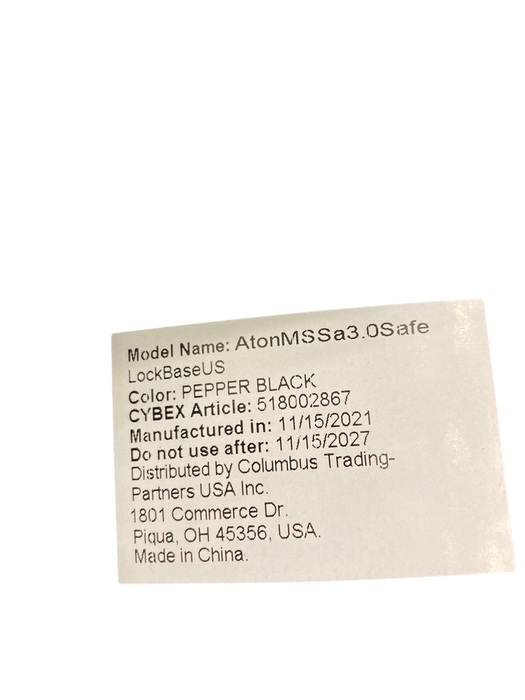 Model Name: AtonMSSa3.0Safe
LockBaseUS
Color: PEPPER BLACK
CYBEX Article: 518002867
Manufactured in: 11/15/2021
Do not use after: 11/15/2027
Distributed by Columbus Trading-
Partners USA Inc.
1801 Commerce Dr.
Piqua, OH 45356, USA.
Made in China.